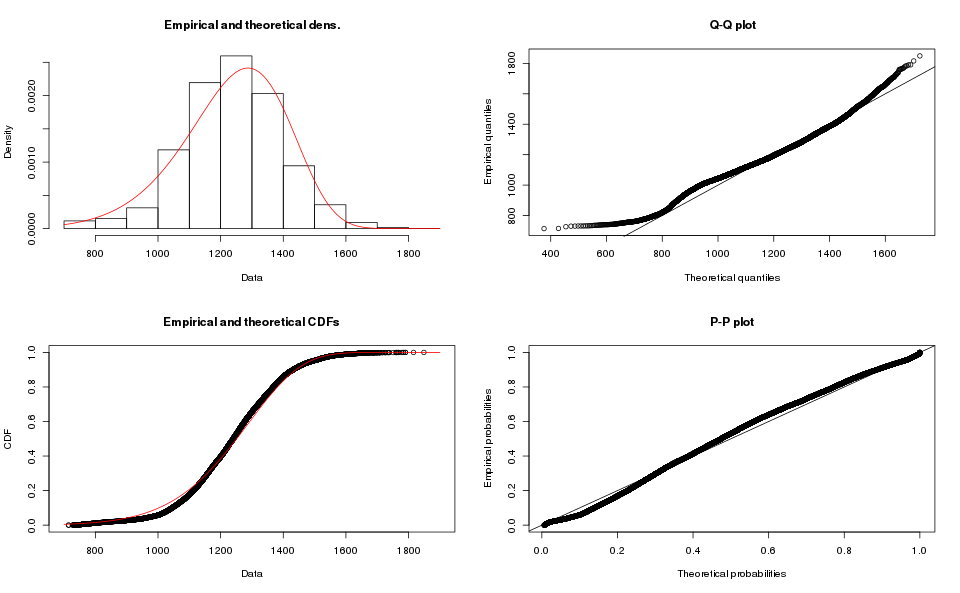 Empirical and theoretical dens.
Density
0.0000 0.0010 0.0020
800 1000 1200 1400 1600 1800
Data
Q-Q plot
Empirical quantiles
800 1000 1400 1800
400 600 800 1000 1200 1400 1600
Theoretical quantiles
Empirical and theoretical CDFs
CDF
0.0 0.2 0.4 0.6 0.8 1.0
800 1000 1200 1400 1600 1800
Data
P-P plot
Empirical probabilities
0.0 0.2 0.4 0.6 0.8 1.0
0.0 0.2 0.4 0.6 0.8 1.0
Theoretical probabilities